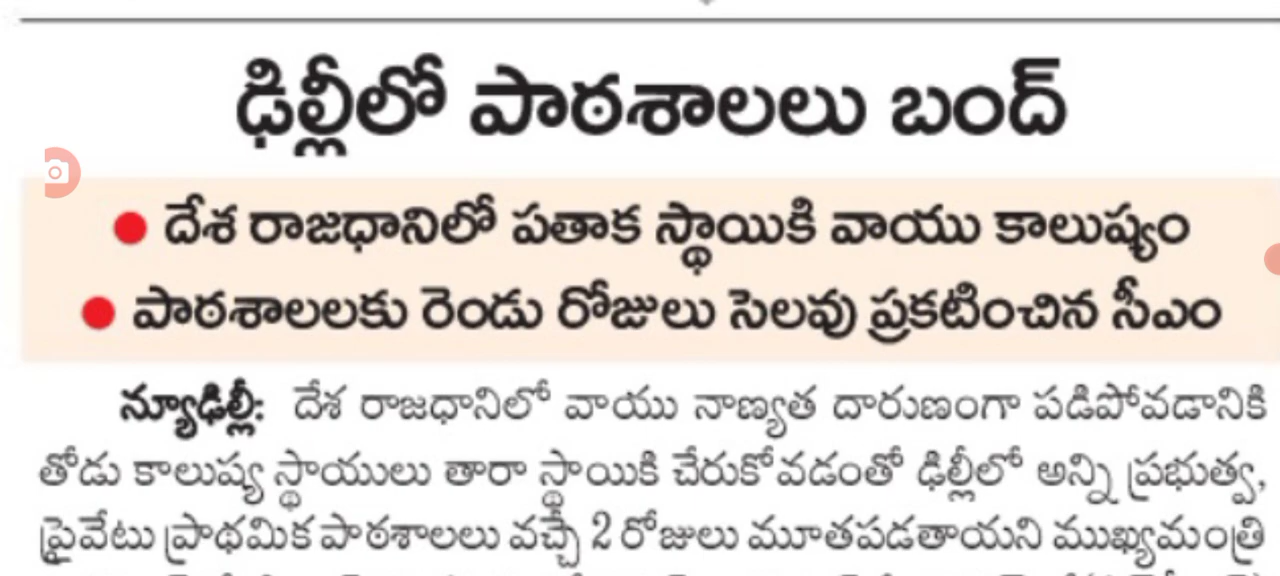 ఢిల్లీలో పాఠశాలలు బంద్
● దేశ రాజధానిలో పతాక స్థాయికి వాయు కాలుష్యం
● పాఠశాలలకు రెండు రోజులు సెలవు ప్రకటించిన సీఎం
న్యూఢిల్లీ: దేశ రాజధానిలో వాయు నాణ్యత దారుణంగా పడిపోవడానికి
తోడు కాలుష్య స్థాయులు తారా స్థాయికి చేరుకోవడంతో ఢిల్లీలో అన్ని ప్రభుత్వ,
ప్రైవేటు ప్రాథమిక పాఠశాలలు వచ్చే 2 రోజులు మూతపడతాయని ముఖ్యమంత్రి